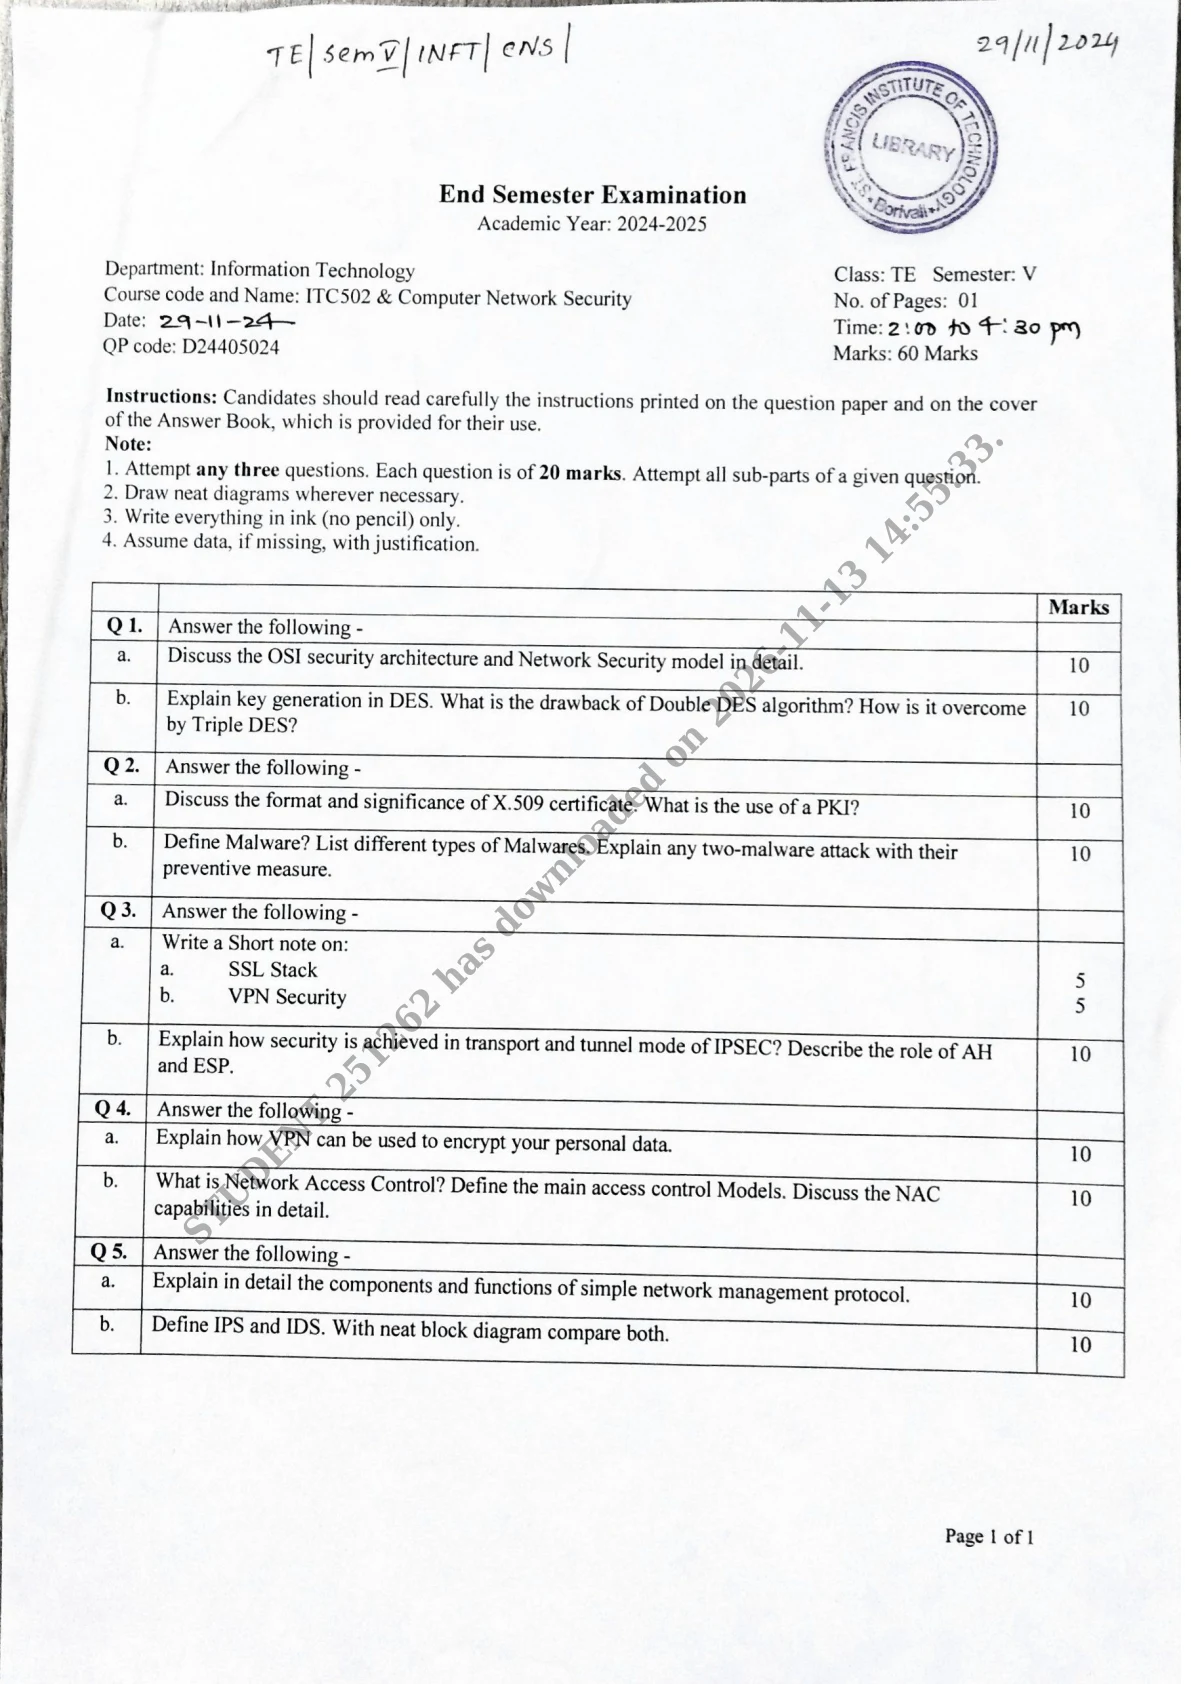 TE| Sem V| INFT| CNS|
29/11/2024
ST. FRANCIS INSTITUTE OF TECHNOLOGY
LIBRARY
Borivali
End Semester Examination
Academic Year: 2024-2025
Department: Information Technology
Class: TE Semester: V
Course code and Name: ITC502 & Computer Network Security
No. of Pages: 01
Date: 29-11-24
Time: 2:00 to 4:30 pm
QP code: D24405024
Marks: 60 Marks
Instructions: Candidates should read carefully the instructions printed on the question paper and on the cover
of the Answer Book, which is provided for their use.
Note:
1. Attempt any three questions. Each question is of 20 marks. Attempt all sub-parts of a given question.
2. Draw neat diagrams wherever necessary.
3. Write everything in ink (no pencil) only.
4. Assume data, if missing, with justification.
Marks
Q 1. Answer the following -
a. Discuss the OSI security architecture and Network Security model in detail. 10
b. Explain key generation in DES. What is the drawback of Double DES algorithm? How is it overcome 10
by Triple DES?
Q 2. Answer the following -
a. Discuss the format and significance of X.509 certificate. What is the use of a PKI? 10
b. Define Malware? List different types of Malwares. Explain any two-malware attack with their 10
preventive measure.
Q 3. Answer the following -
a. Write a Short note on:
a. SSL Stack 5
b. VPN Security 5
b. Explain how security is achieved in transport and tunnel mode of IPSEC? Describe the role of AH 10
and ESP.
Q 4. Answer the following -
a. Explain how VPN can be used to encrypt your personal data. 10
b. What is Network Access Control? Define the main access control Models. Discuss the NAC 10
capabilities in detail.
Q 5. Answer the following -
a. Explain in detail the components and functions of simple network management protocol. 10
b. Define IPS and IDS. With neat block diagram compare both. 10
Page 1 of 1
STUDENT 251262 has downloaded on 2026-11-13 14:55:33.